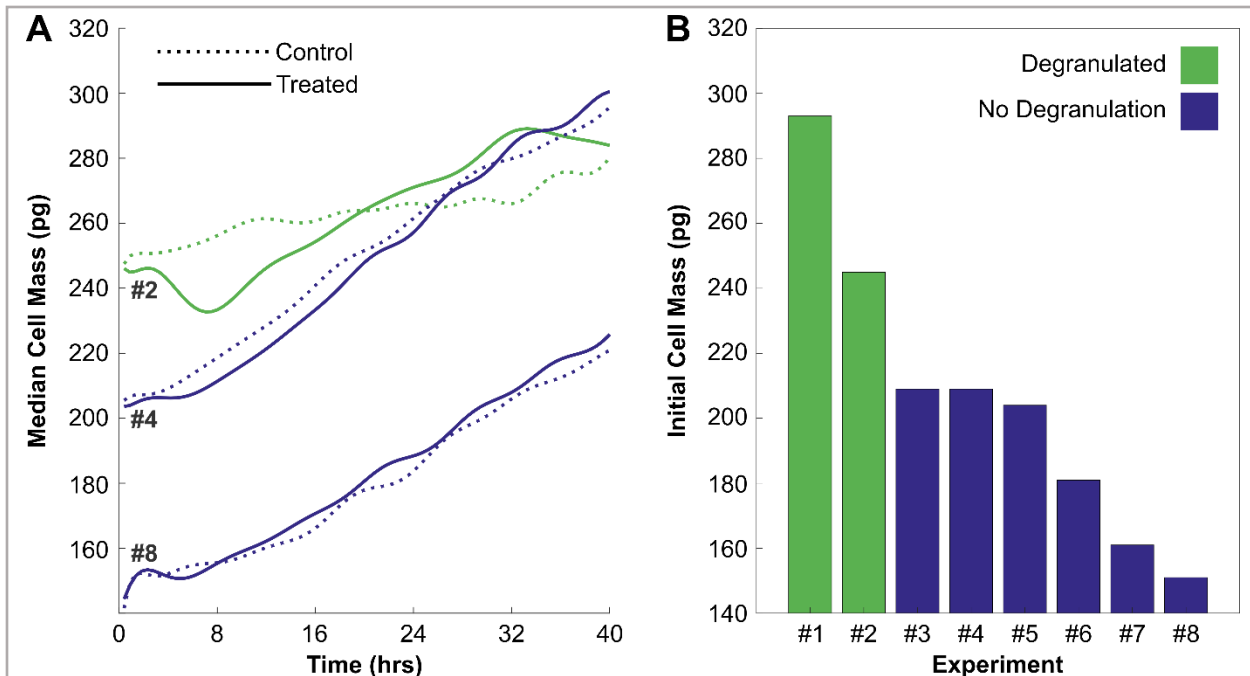 A
Control
Treated
320
300
280
260
240
220
200
180
160
Median Cell Mass (pg)
#2
#4
#8
0 8 16 24 32 40
Time (hrs)
B
Degranulated
No Degranulation
320
300
280
260
240
220
200
180
160
140
Initial Cell Mass (pg)
#1 #2 #3 #4 #5 #6 #7 #8
Experiment